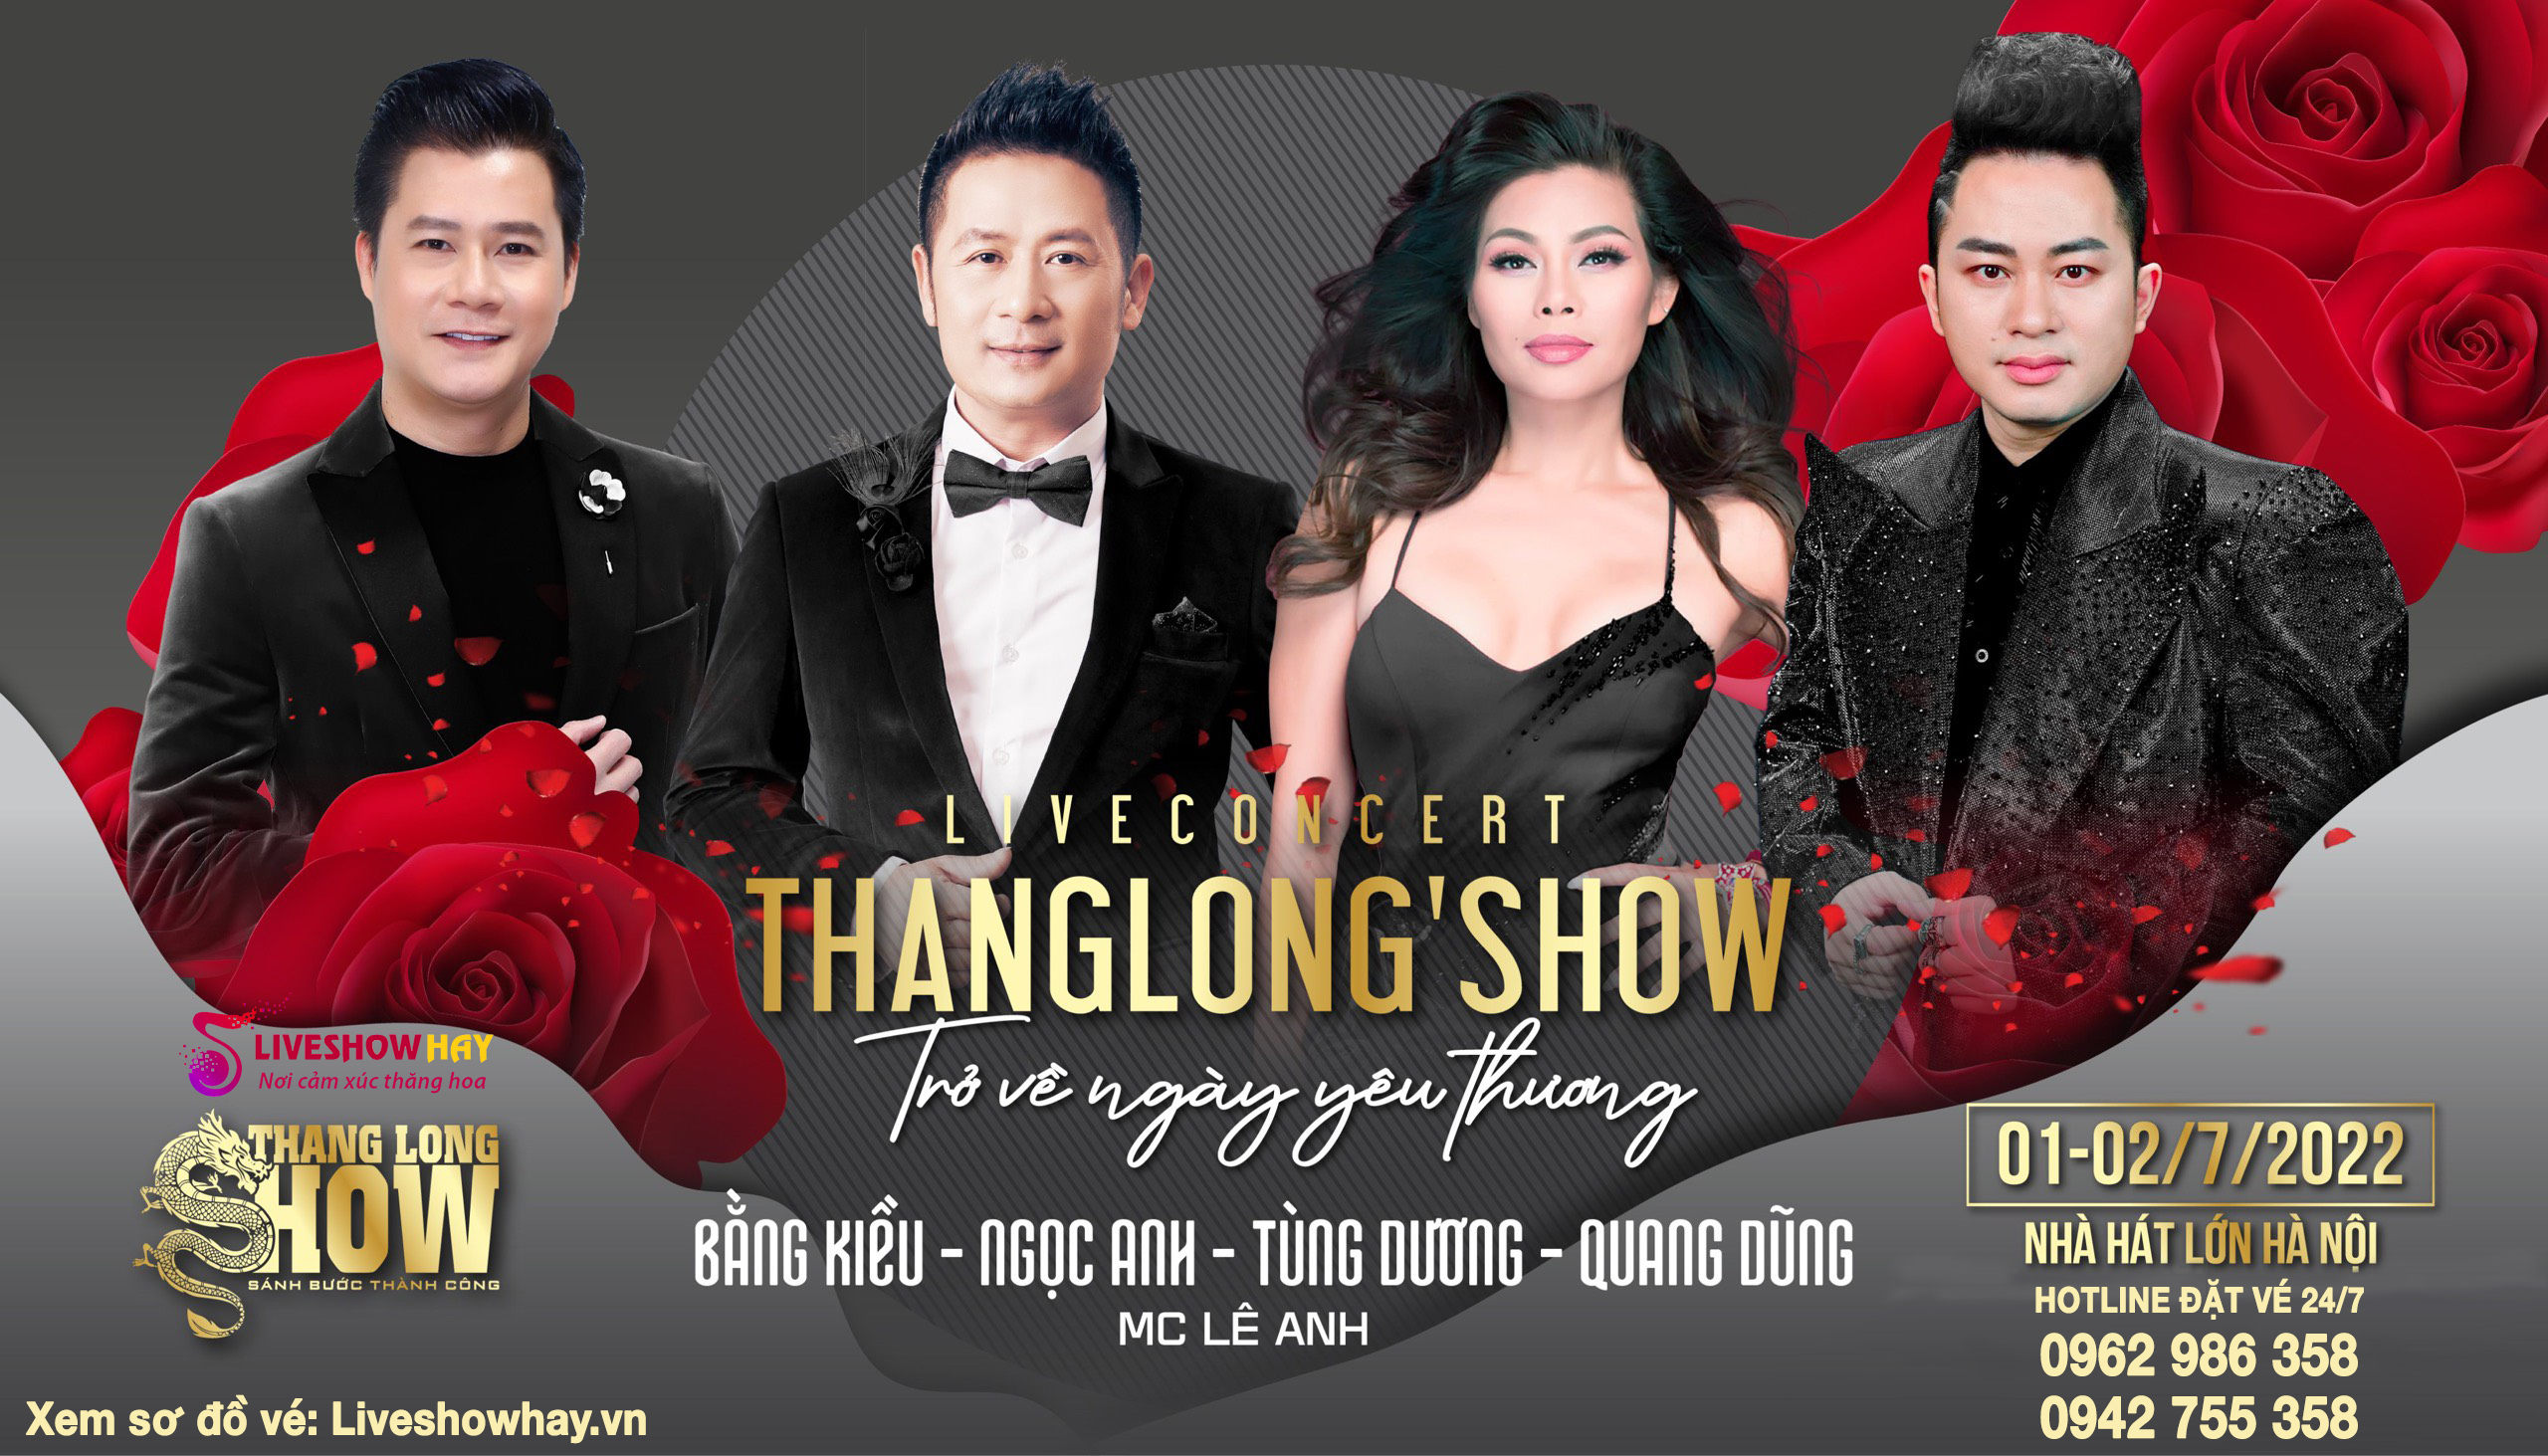 LIVECONCERT
THANGLONG'SHOW
Trở về ngày yêu thương
BẰNG KIỀU - NGỌC ANH - TÙNG DƯƠNG - QUANG DŨNG
MC LÊ ANH
LIVESHOW HAY
Nơi cảm xúc thăng hoa
THANG LONG
SHOW
SÁNH BƯỚC THÀNH CÔNG
Xem sơ đồ vé: Liveshowhay.vn
01-02/7/2022
NHÀ HÁT LỚN HÀ NỘI
HOTLINE ĐẶT VÉ 24/7
0962 986 358
0942 755 358